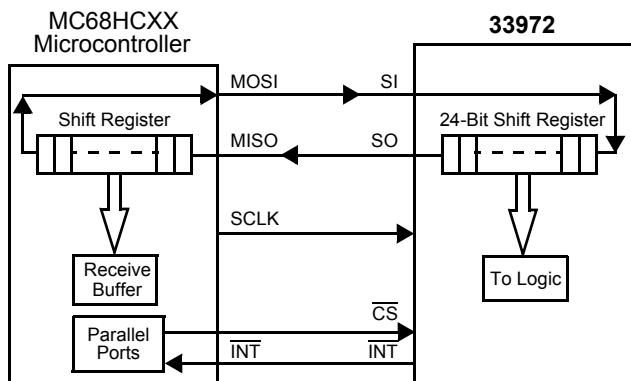 MC68HCXX
Microcontroller
33972
MOSI
SI
Shift Register
24-Bit Shift Register
MISO
SO
SCLK
Receive
Buffer
To Logic
CS
Parallel
Ports
INT
INT